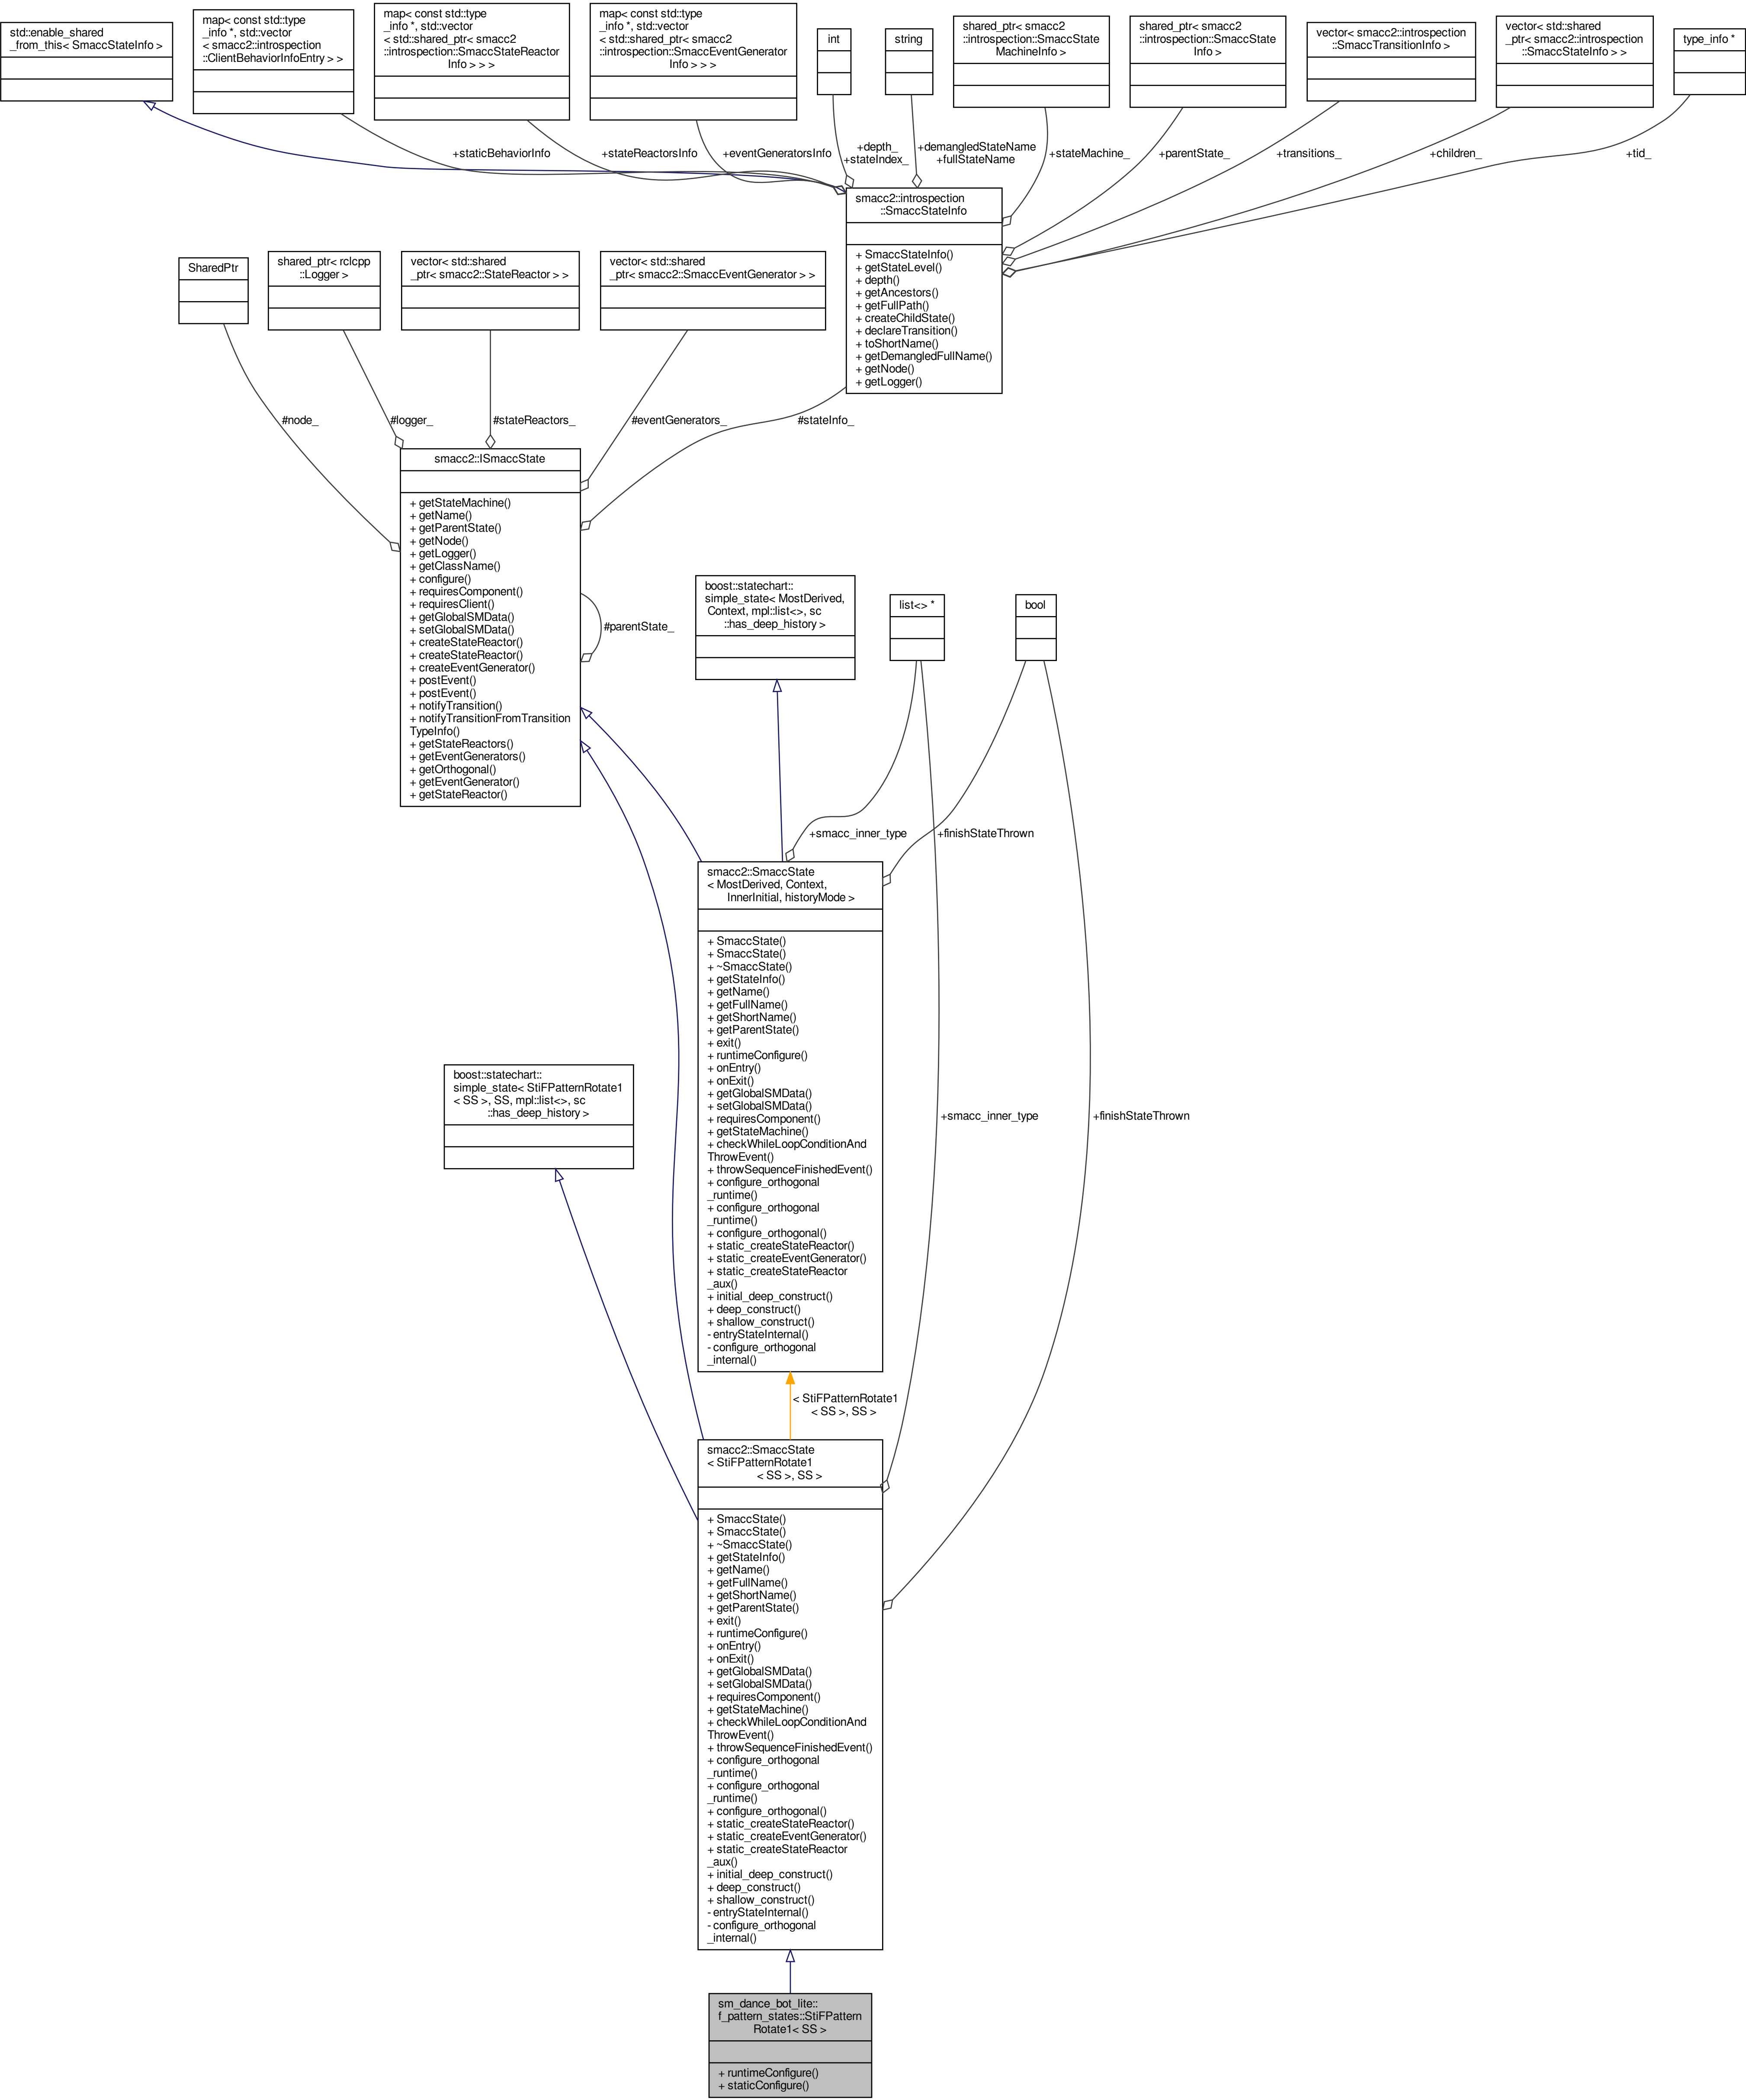 std::enable_shared
_from_this< SmaccStateInfo >
map< const std::type
_info *, std::vector
< smacc2::introspection
::ClientBehaviorInfoEntry > >
map< const std::type
_info *, std::vector
< std::shared_ptr< smacc2
::introspection::SmaccStateReactor
Info > > >
map< const std::type
_info *, std::vector
< std::shared_ptr< smacc2
::introspection::SmaccEventGenerator
Info > > >
int
string
shared_ptr< smacc2
::introspection::SmaccState
MachineInfo >
shared_ptr< smacc2
::introspection::SmaccState
Info >
vector< smacc2::introspection
::SmaccTransitionInfo >
vector< std::shared
_ptr< smacc2::introspection
::SmaccStateInfo > >
type_info *
+staticBehaviorInfo
+stateReactorsInfo
+eventGeneratorsInfo
+depth_
+stateIndex_
+demangledStateName
+fullStateName
+stateMachine_
+parentState_
+transitions_
+children_
+tid_
smacc2::introspection
::SmaccStateInfo
+ SmaccStateInfo()
+ getStateLevel()
+ depth()
+ getAncestors()
+ getFullPath()
+ createChildState()
+ declareTransition()
+ toShortName()
+ getDemangledFullName()
+ getNode()
+ getLogger()
SharedPtr
shared_ptr< rclcpp
::Logger >
vector< std::shared
_ptr< smacc2::StateReactor > >
vector< std::shared
_ptr< smacc2::SmaccEventGenerator > >
#node_
#logger_
#stateReactors_
#eventGenerators_
#stateInfo_
smacc2::ISmaccState
+ getStateMachine()
+ getName()
+ getParentState()
+ getNode()
+ getLogger()
+ getClassName()
+ configure()
+ requiresComponent()
+ requiresClient()
+ getGlobalSMData()
+ setGlobalSMData()
+ createStateReactor()
+ createStateReactor()
+ createEventGenerator()
+ postEvent()
+ postEvent()
+ notifyTransition()
+ notifyTransitionFromTransition
TypeInfo()
+ getStateReactors()
+ getEventGenerators()
+ getOrthogonal()
+ getEventGenerator()
+ getStateReactor()
#parentState_
boost::statechart::
simple_state< MostDerived,
Context, mpl::list<>, sc
::has_deep_history >
list<> *
bool
+smacc_inner_type
+finishStateThrown
smacc2::SmaccState
< MostDerived, Context,
InnerInitial, historyMode >
+ SmaccState()
+ SmaccState()
+ ~SmaccState()
+ getStateInfo()
+ getName()
+ getFullName()
+ getShortName()
+ getParentState()
+ exit()
+ runtimeConfigure()
+ onEntry()
+ onExit()
+ getGlobalSMData()
+ setGlobalSMData()
+ requiresComponent()
+ getStateMachine()
+ checkWhileLoopConditionAnd
ThrowEvent()
+ throwSequenceFinishedEvent()
+ configure_orthogonal
_runtime()
+ configure_orthogonal
_runtime()
+ configure_orthogonal()
+ static_createStateReactor()
+ static_createEventGenerator()
+ static_createStateReactor
_aux()
+ initial_deep_construct()
+ deep_construct()
+ shallow_construct()
- entryStateInternal()
- configure_orthogonal
_internal()
boost::statechart::
simple_state< StiFPatternRotate1
< SS >, SS, mpl::list<>, sc
::has_deep_history >
+smacc_inner_type
+finishStateThrown
< StiFPatternRotate1
< SS >, SS >
smacc2::SmaccState
< StiFPatternRotate1
< SS >, SS >
+ SmaccState()
+ SmaccState()
+ ~SmaccState()
+ getStateInfo()
+ getName()
+ getFullName()
+ getShortName()
+ getParentState()
+ exit()
+ runtimeConfigure()
+ onEntry()
+ onExit()
+ getGlobalSMData()
+ setGlobalSMData()
+ requiresComponent()
+ getStateMachine()
+ checkWhileLoopConditionAnd
ThrowEvent()
+ throwSequenceFinishedEvent()
+ configure_orthogonal
_runtime()
+ configure_orthogonal
_runtime()
+ configure_orthogonal()
+ static_createStateReactor()
+ static_createEventGenerator()
+ static_createStateReactor
_aux()
+ initial_deep_construct()
+ deep_construct()
+ shallow_construct()
- entryStateInternal()
- configure_orthogonal
_internal()
sm_dance_bot_lite::
f_pattern_states::StiFPattern
Rotate1< SS >
+ runtimeConfigure()
+ staticConfigure()